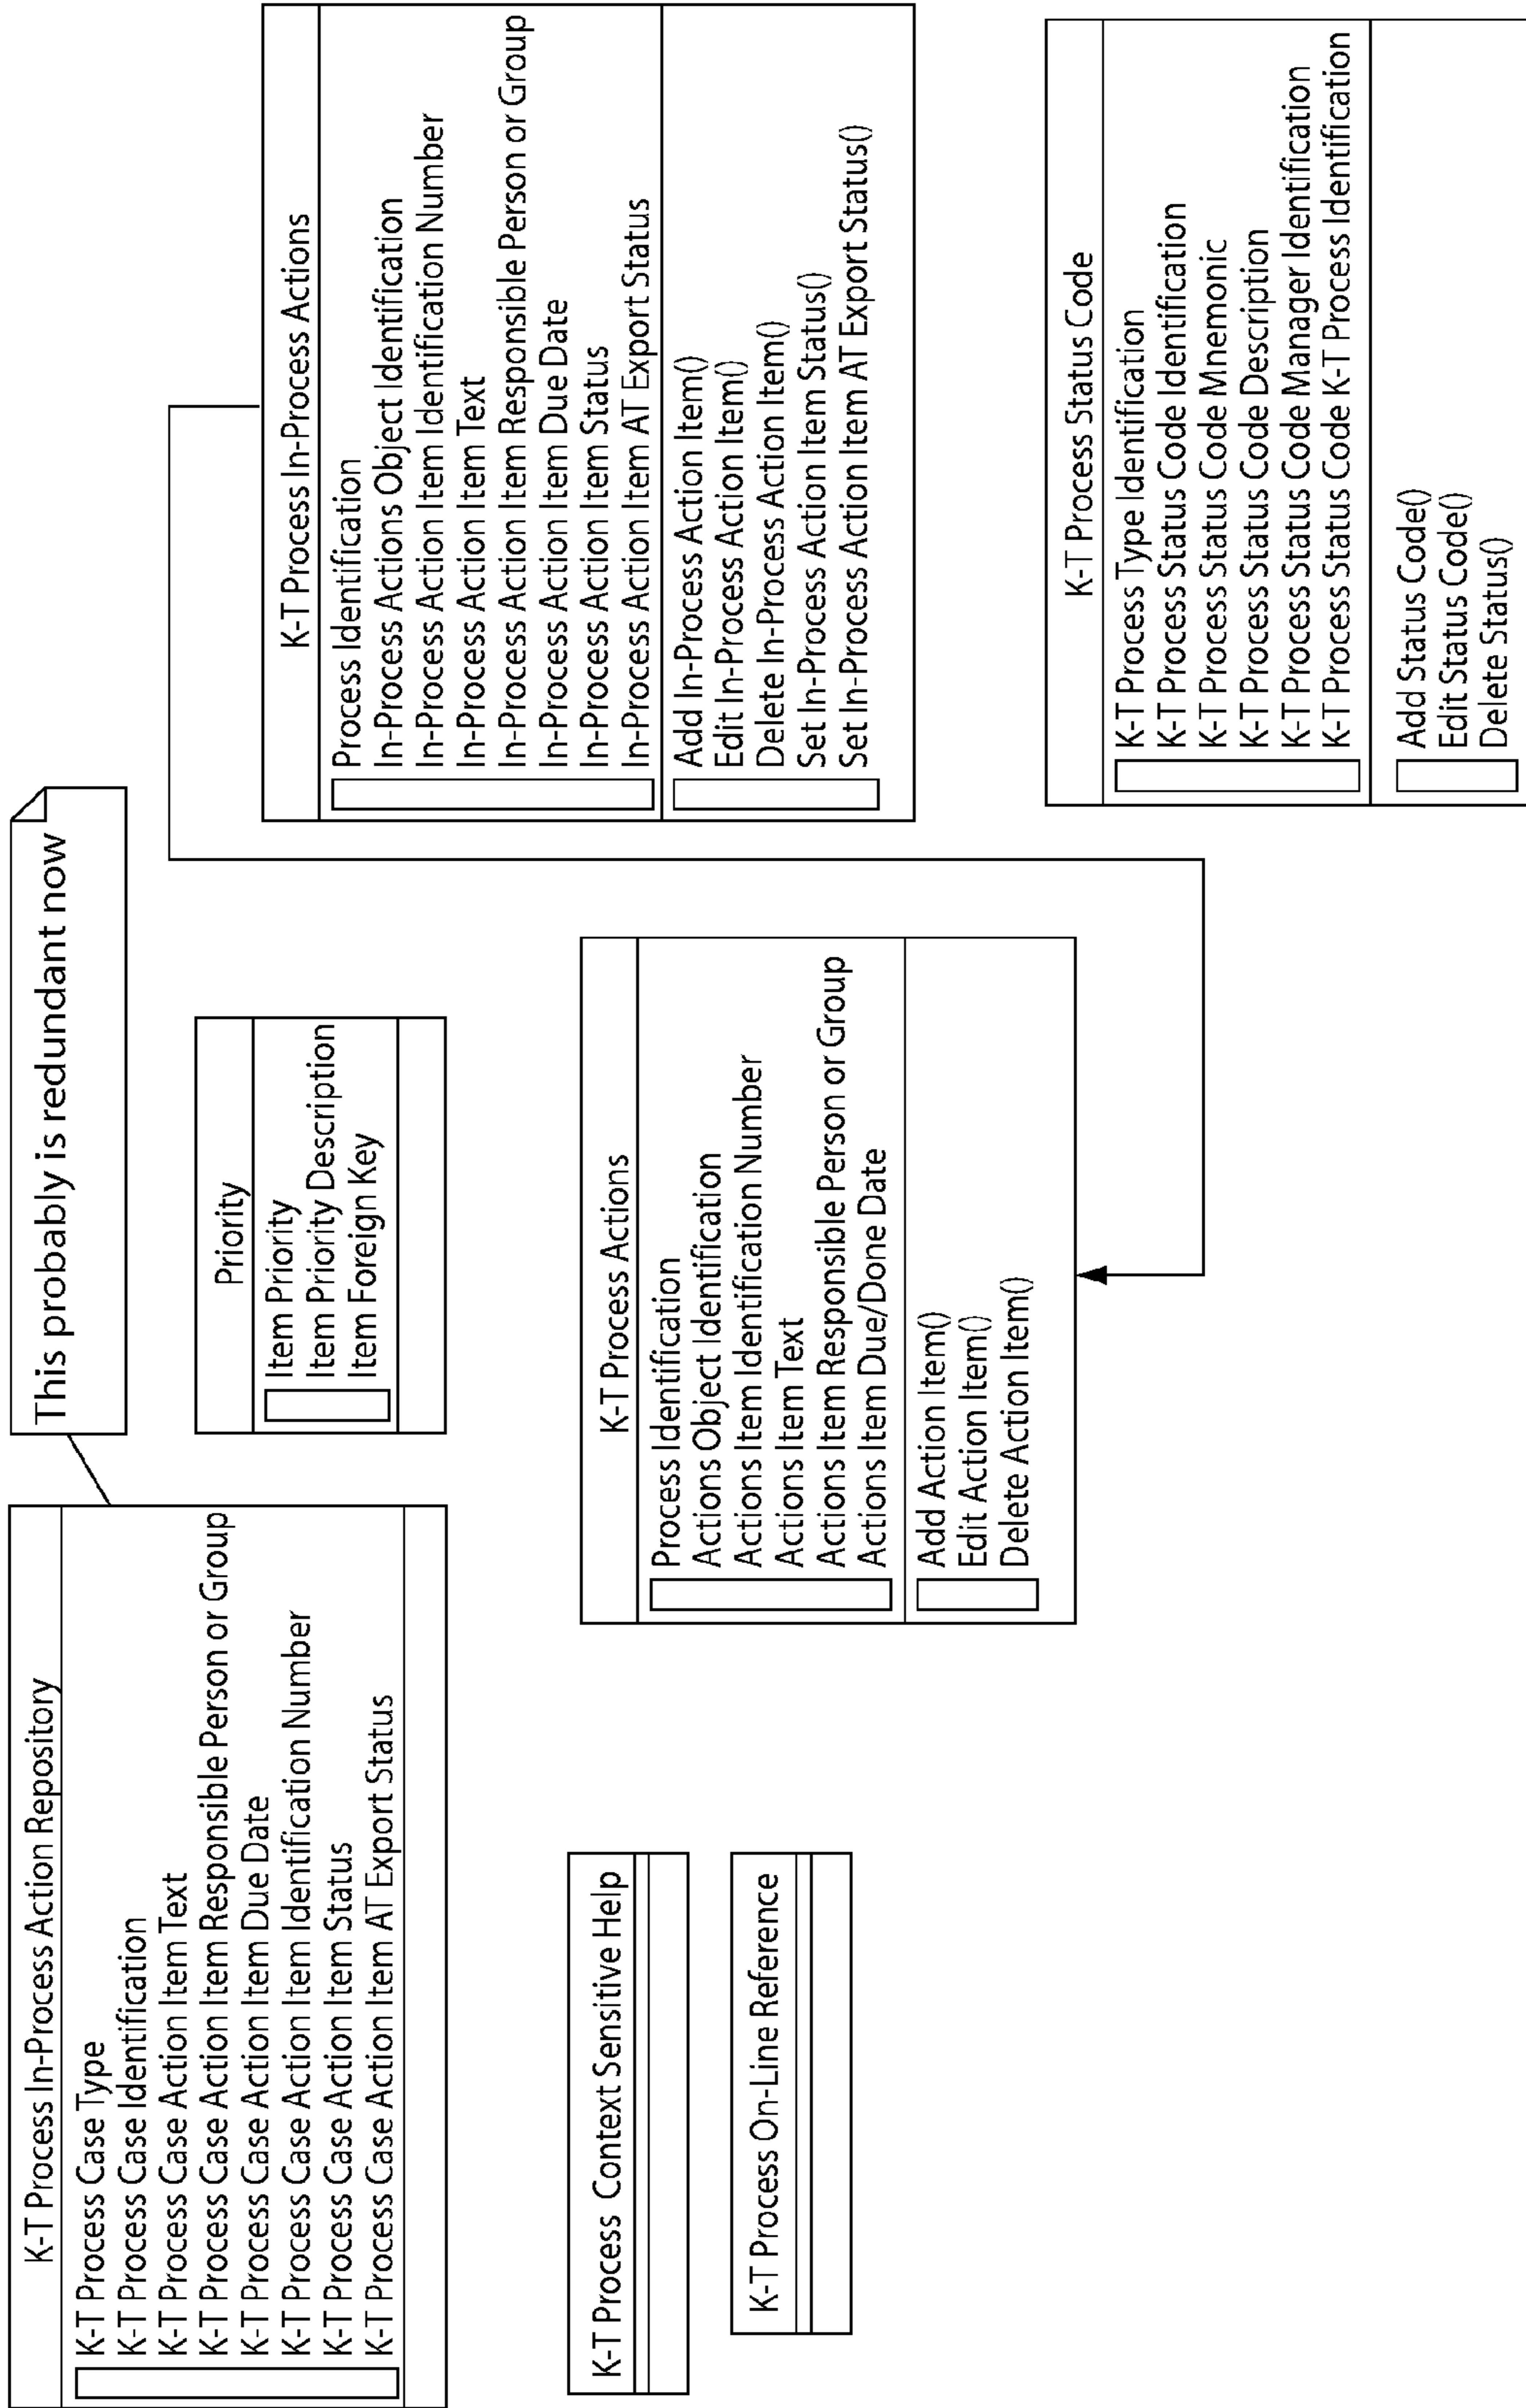 K-T Process In-Process Action Repository
K-T Process Case Type
K-T Process Case Identification
K-T Process Case Action Item Text
K-T Process Case Action Item Responsible Person or Group
K-T Process Case Action Item Due Date
K-T Process Case Action Item Identification Number
K-T Process Case Action Item Status
K-T Process Case Action Item AT Export Status
This probably is redundant now
Priority
Item Priority
Item Priority Description
Item Foreign Key
K-T Process In-Process Actions
Process Identification
In-Process Actions Object Identification
In-Process Action Item Identification Number
In-Process Action Item Text
In-Process Action Item Responsible Person or Group
In-Process Action Item Due Date
In-Process Action Item Status
In-Process Action Item AT Export Status
Add In-Process Action Item()
Edit In-Process Action Item()
Delete In-Process Action Item()
Set In-Process Action Item Status()
Set In-Process Action Item AT Export Status()
K-T Process Context Sensitive Help
K-T Process On-Line Reference
K-T Process Actions
Process Identification
Actions Object Identification
Actions Item Identification Number
Actions Item Text
Actions Item Responsible Person or Group
Actions Item Due/Done Date
Add Action Item()
Edit Action Item()
Delete Action Item()
K-T Process Status Code
K-T Process Type Identification
K-T Process Status Code Identification
K-T Process Status Code Mnemonic
K-T Process Status Code Description
K-T Process Status Code Manager Identification
K-T Process Status Code K-T Process Identification
Add Status Code()
Edit Status Code()
Delete Status()